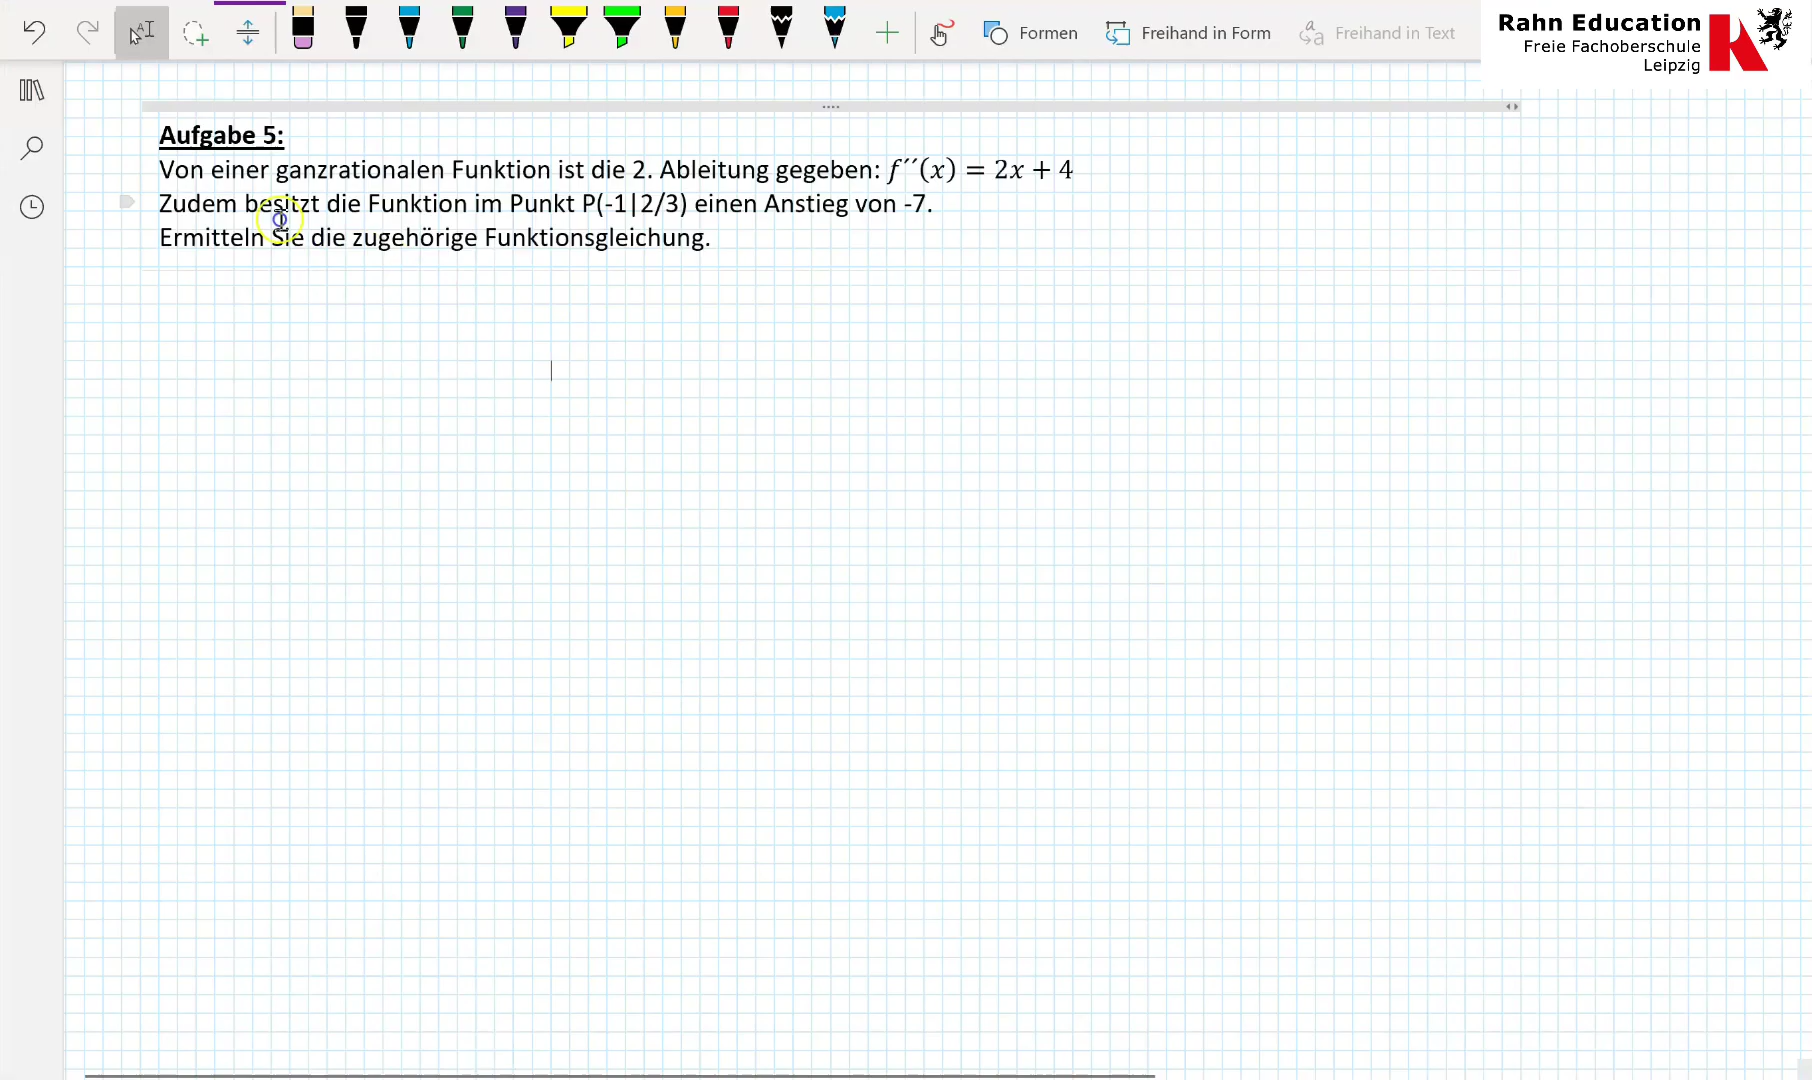 Formen
Freihand in Form
Freihand in Text
Rahn Education
Freie Fachoberschule
Leipzig
Aufgabe 5:
Von einer ganzrationalen Funktion ist die 2. Ableitung gegeben: f´´(x) = 2x + 4
Zudem besitzt die Funktion im Punkt P(-1|2/3) einen Anstieg von -7.
Ermitteln Sie die zugehörige Funktionsgleichung.